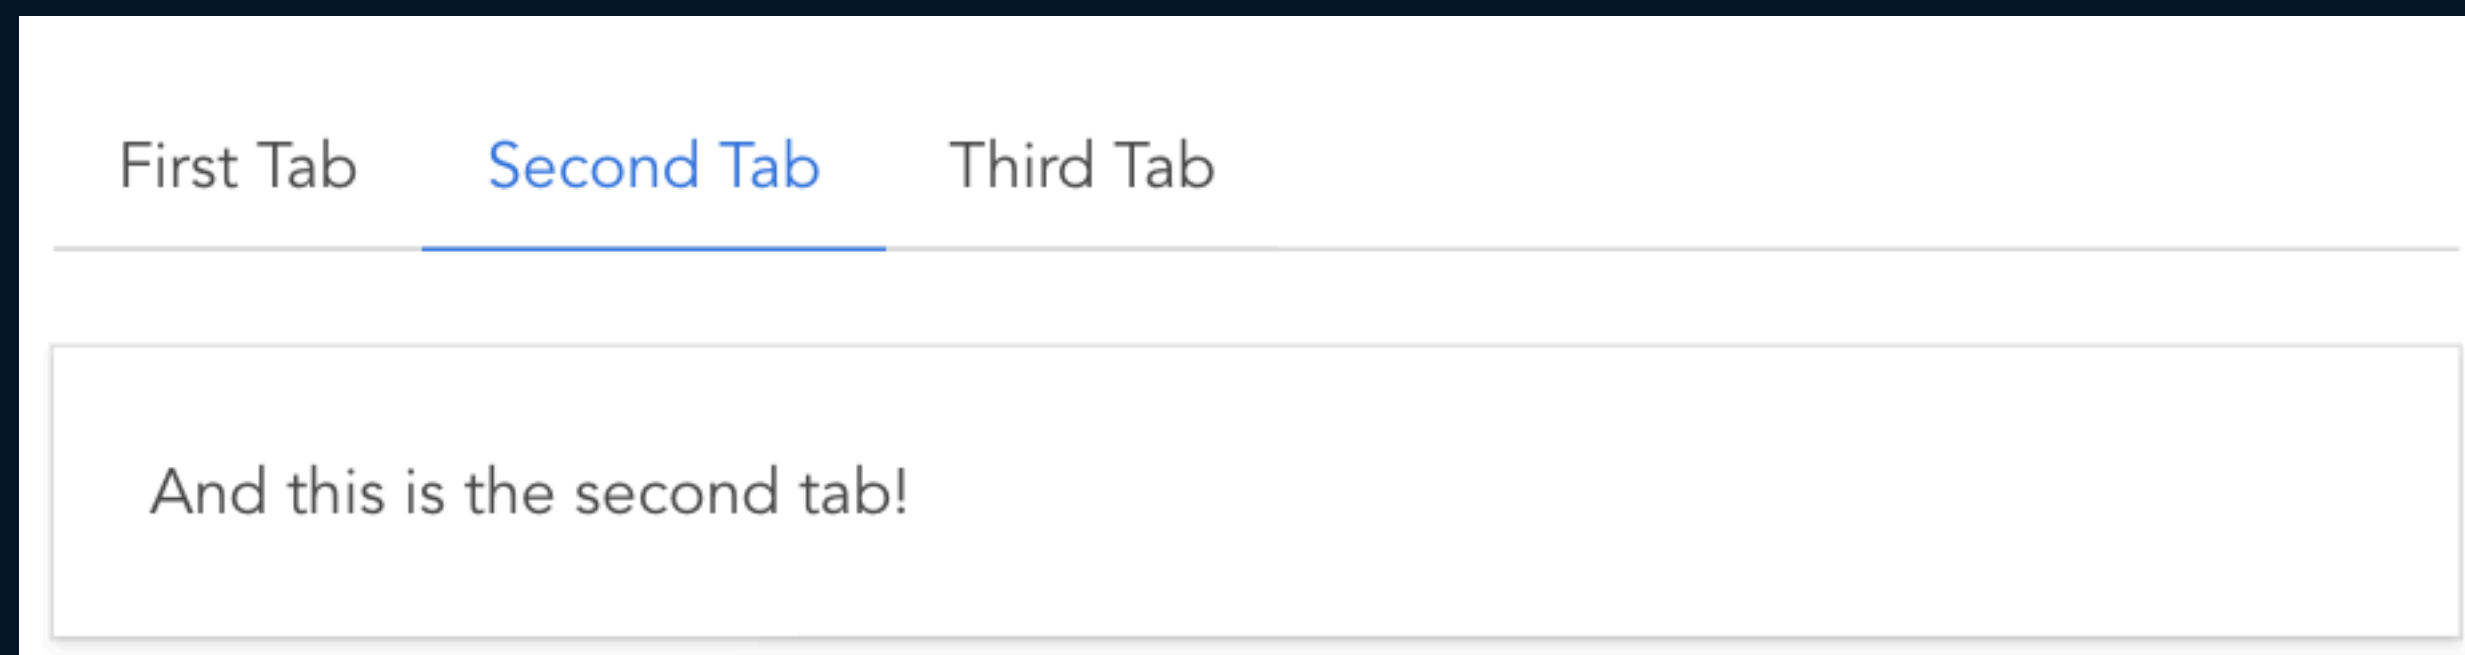 First Tab Second Tab Third Tab
And this is the second tab!